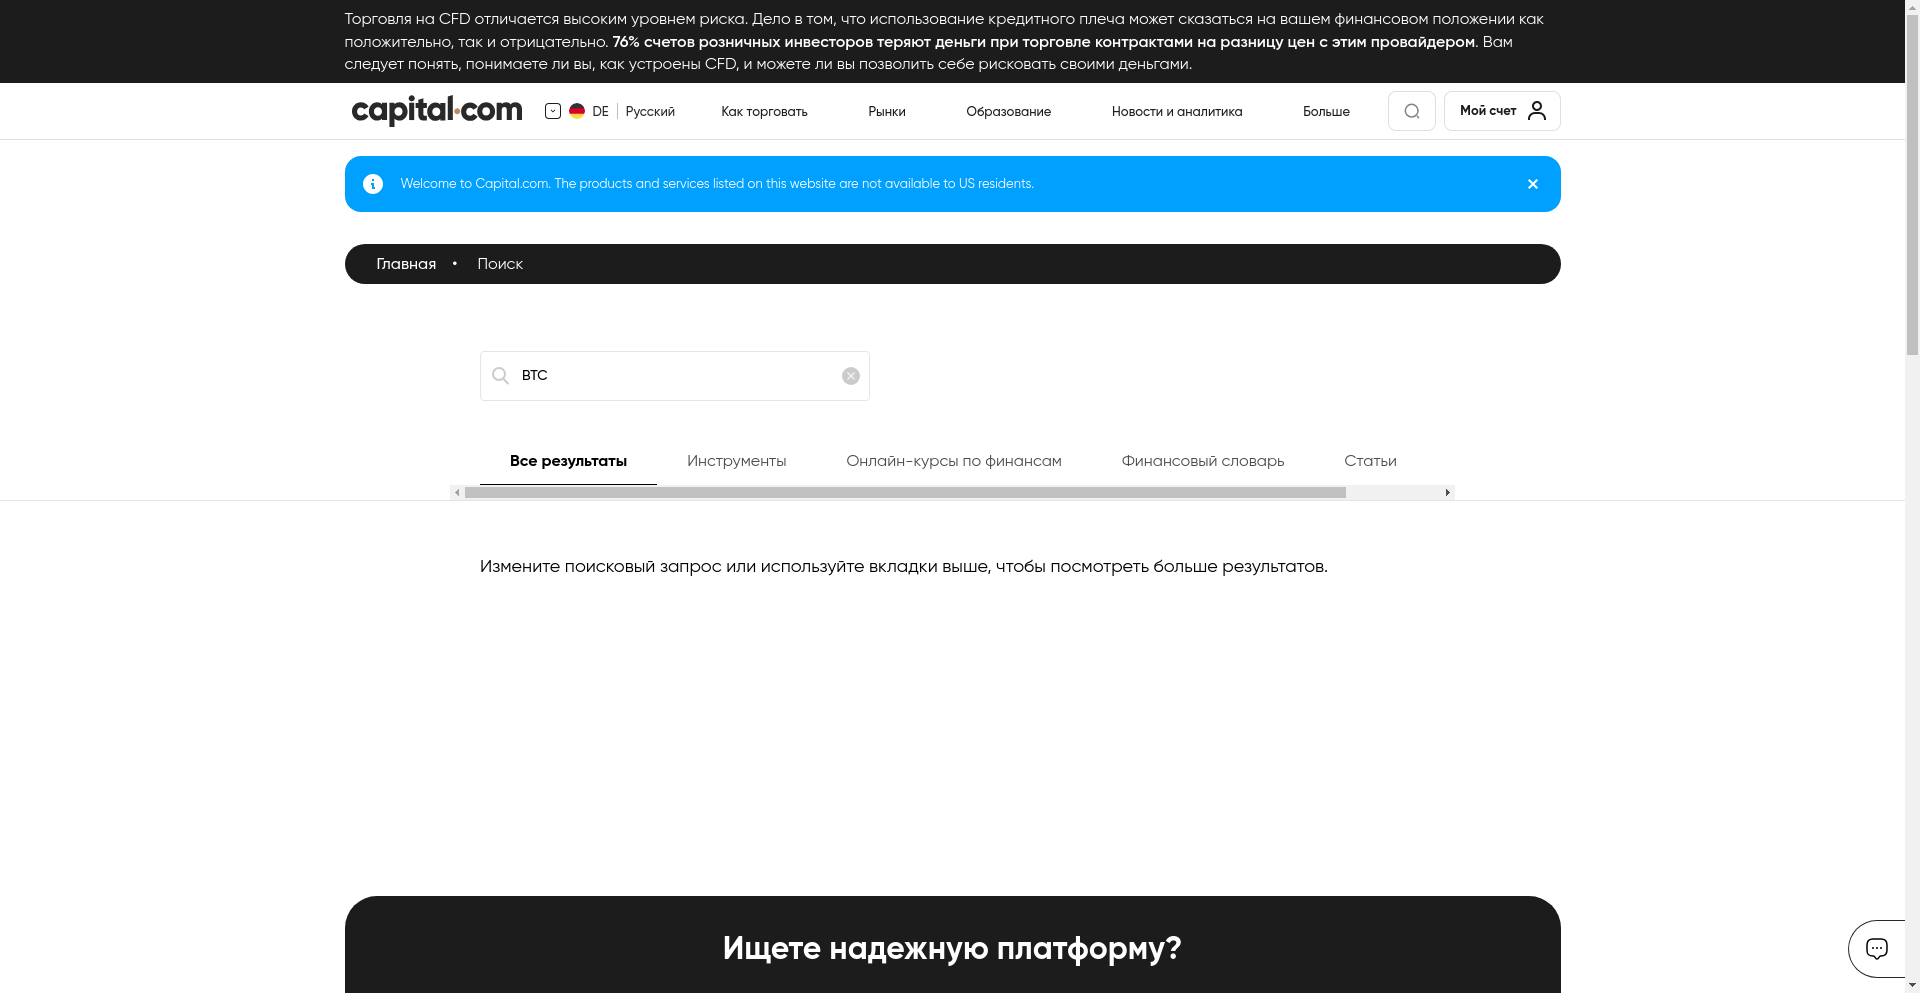 Торговля на CFD отличается высоким уровнем риска. Дело в том, что использование кредитного плеча может сказаться на вашем финансовом положении как
положительно, так и отрицательно. 76% счетов розничных инвесторов теряют деньги при торговле контрактами на разницу цен с этим провайдером. Вам
следует понять, понимаете ли вы, как устроены CFD, и можете ли вы позволить себе рисковать своими деньгами.
capital.com DE Русский Как торговать Рынки Образование Новости и аналитика Больше Мой счет
Welcome to Capital.com. The products and services listed on this website are not available to US residents.
Главная • Поиск
BTC
Все результаты Инструменты Онлайн-курсы по финансам Финансовый словарь Статьи
Измените поисковый запрос или используйте вкладки выше, чтобы посмотреть больше результатов.
Ищете надежную платформу?